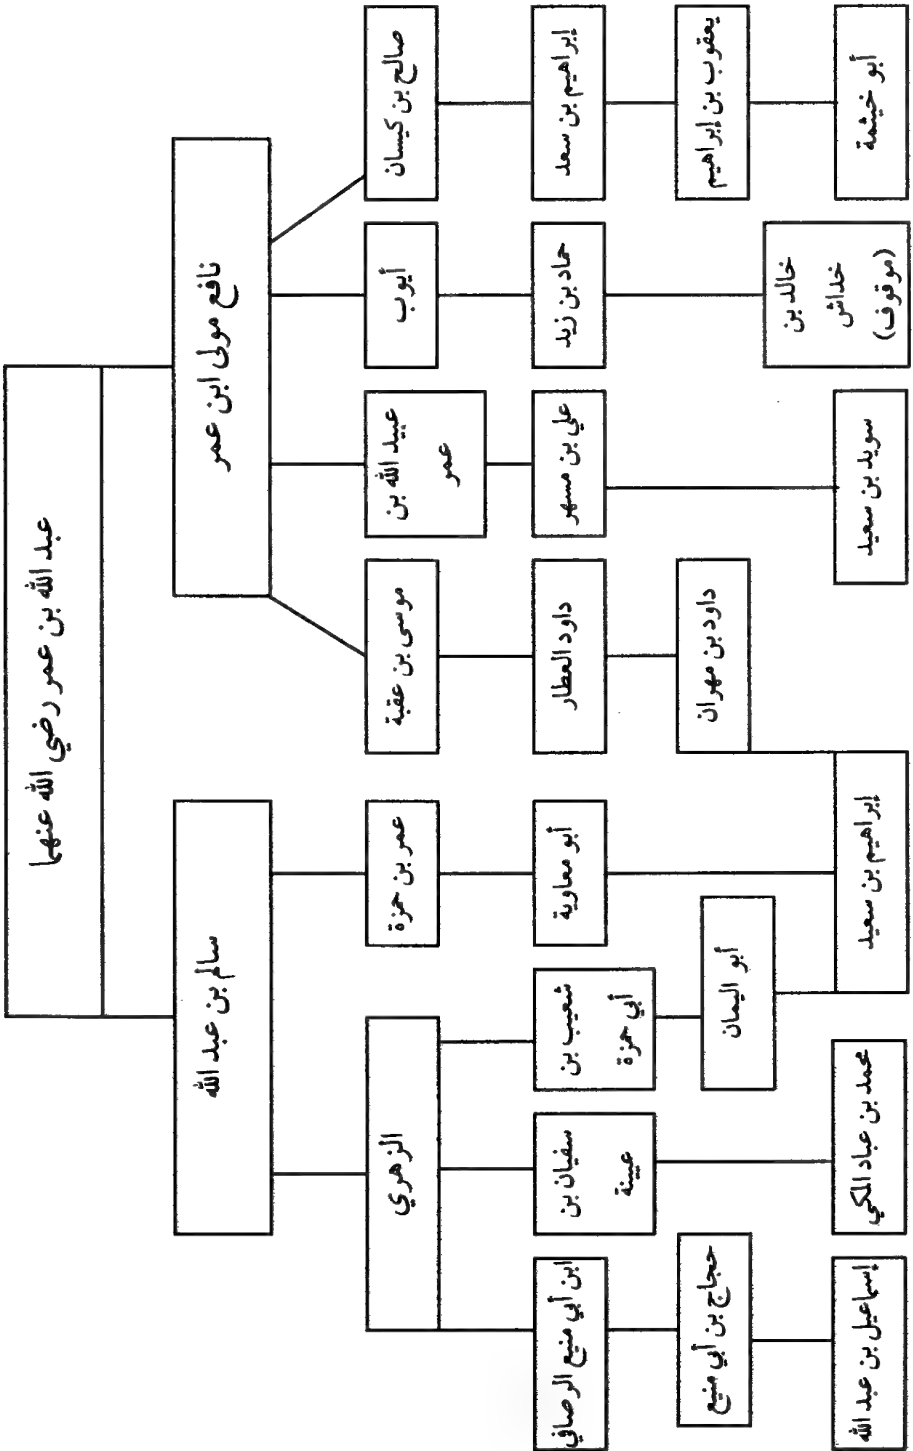 عبد الله بن عمر رضي الله عنهما
نافع مولى ابن عمر
سالم بن عبد الله
صالح بن كيسان
أيوب
عبيد الله بن
عمر
موسى بن عقبة
عمر بن حمزة
الزهري
إبراهيم بن سعد
حماد بن زيد
علي بن مسهر
داود العطار
أبو معاوية
شعيب بن
أبي حمزة
سفيان بن
عيينة
ابن أبي منيع الرصافي
يعقوب بن إبراهيم
داود بن مهران
أبو اليمان
حجاج بن أبي منيع
أبو خيثمة
خالد بن
خداش
(موقوف)
سويد بن سعيد
إبراهيم بن سعيد
محمد بن عباد المكي
إسماعيل بن عبد الله